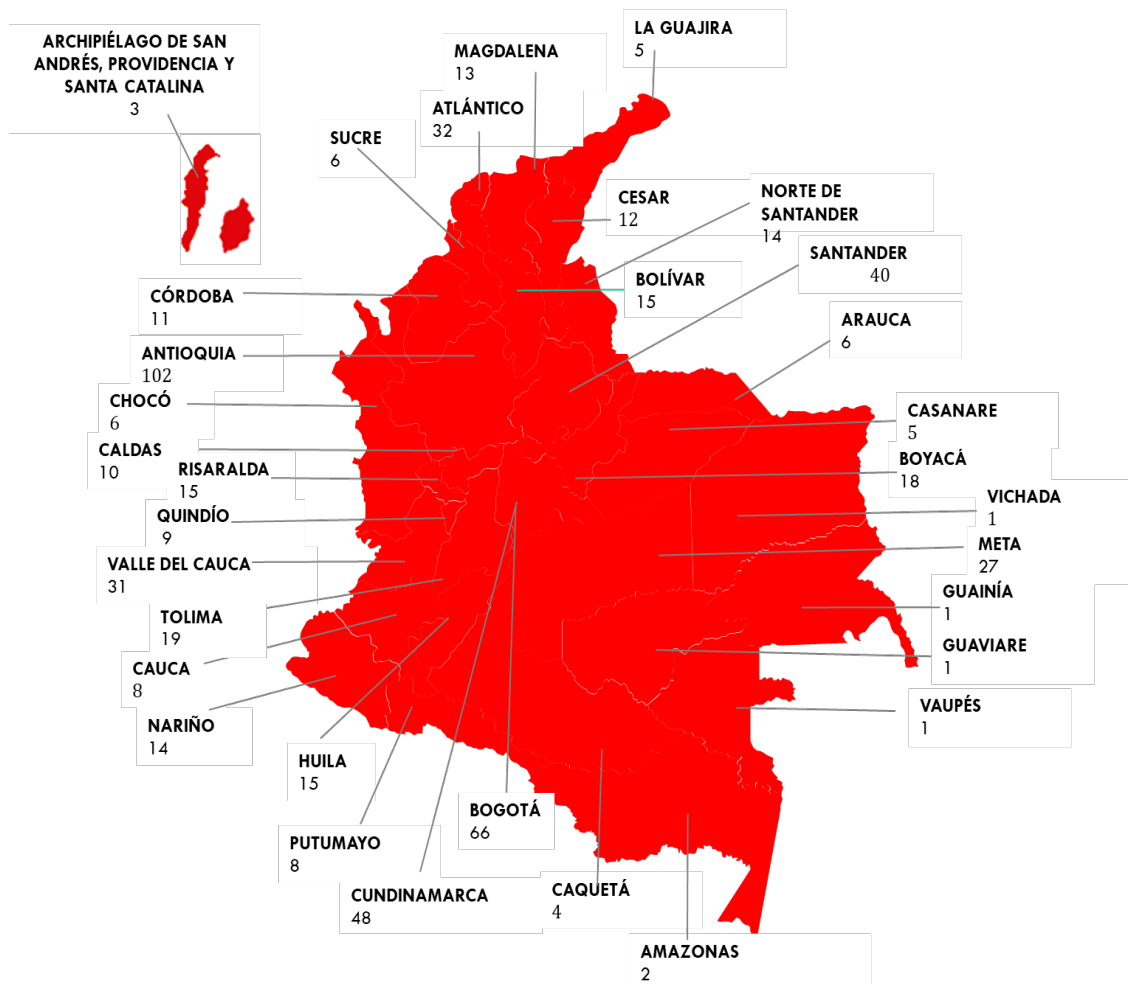 ARCHIPIÉLAGO DE SAN
ANDRÉS, PROVIDENCIA Y
SANTA CATALINA
3
LA GUAJIRA
5
MAGDALENA
13
ATLÁNTICO
32
SUCRE
6
CESAR
12
NORTE DE
SANTANDER
14
SANTANDER
40
BOLÍVAR
15
CÓRDOBA
11
ARAUCA
6
ANTIOQUIA
102
CHOCÓ
6
CASANARE
5
CALDAS
10
BOYACÁ
18
RISARALDA
15
VICHADA
1
QUINDÍO
9
META
27
VALLE DEL CAUCA
31
GUAINÍA
1
TOLIMA
19
GUAVIARE
1
CAUCA
8
VAUPÉS
1
NARIÑO
14
HUILA
15
BOGOTÁ
66
PUTUMAYO
8
CUNDINAMARCA
48
CAQUETÁ
4
AMAZONAS
2